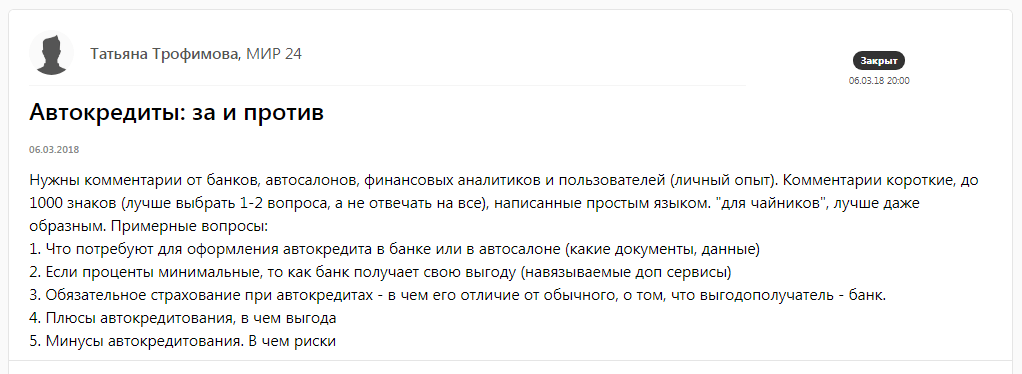 Татьяна Трофимова, МИР 24
Закрыт
06.03.18 20:00
Автокредиты: за и против
06.03.2018
Нужны комментарии от банков, автосалонов, финансовых аналитиков и пользователей (личный опыт). Комментарии короткие, до
1000 знаков (лучше выбрать 1-2 вопроса, а не отвечать на все), написанные простым языком. "для чайников", лучше даже
образным. Примерные вопросы:
1. Что потребуют для оформления автокредита в банке или в автосалоне (какие документы, данные)
2. Если проценты минимальные, то как банк получает свою выгоду (навязываемые доп сервисы)
3. Обязательное страхование при автокредитах - в чем его отличие от обычного, о том, что выгодополучатель - банк.
4. Плюсы автокредитования, в чем выгода
5. Минусы автокредитования. В чем риски